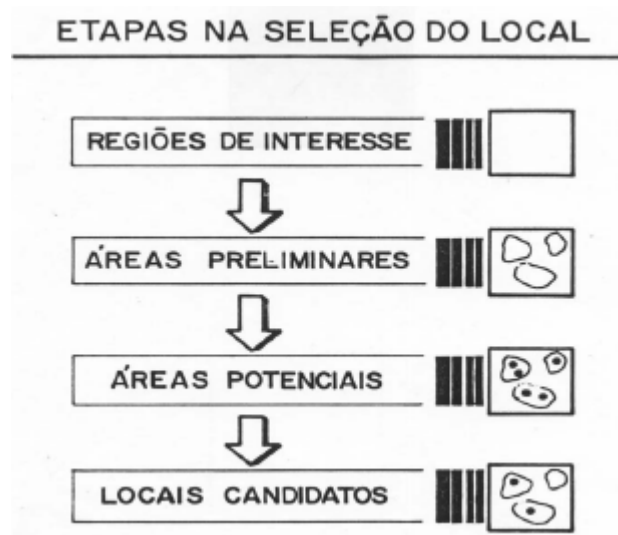 ETAPAS NA SELEÇÃO DO LOCAL
REGIÕES DE INTERESSE
ÁREAS PRELIMINARES
ÁREAS POTENCIAIS
LOCAIS CANDIDATOS